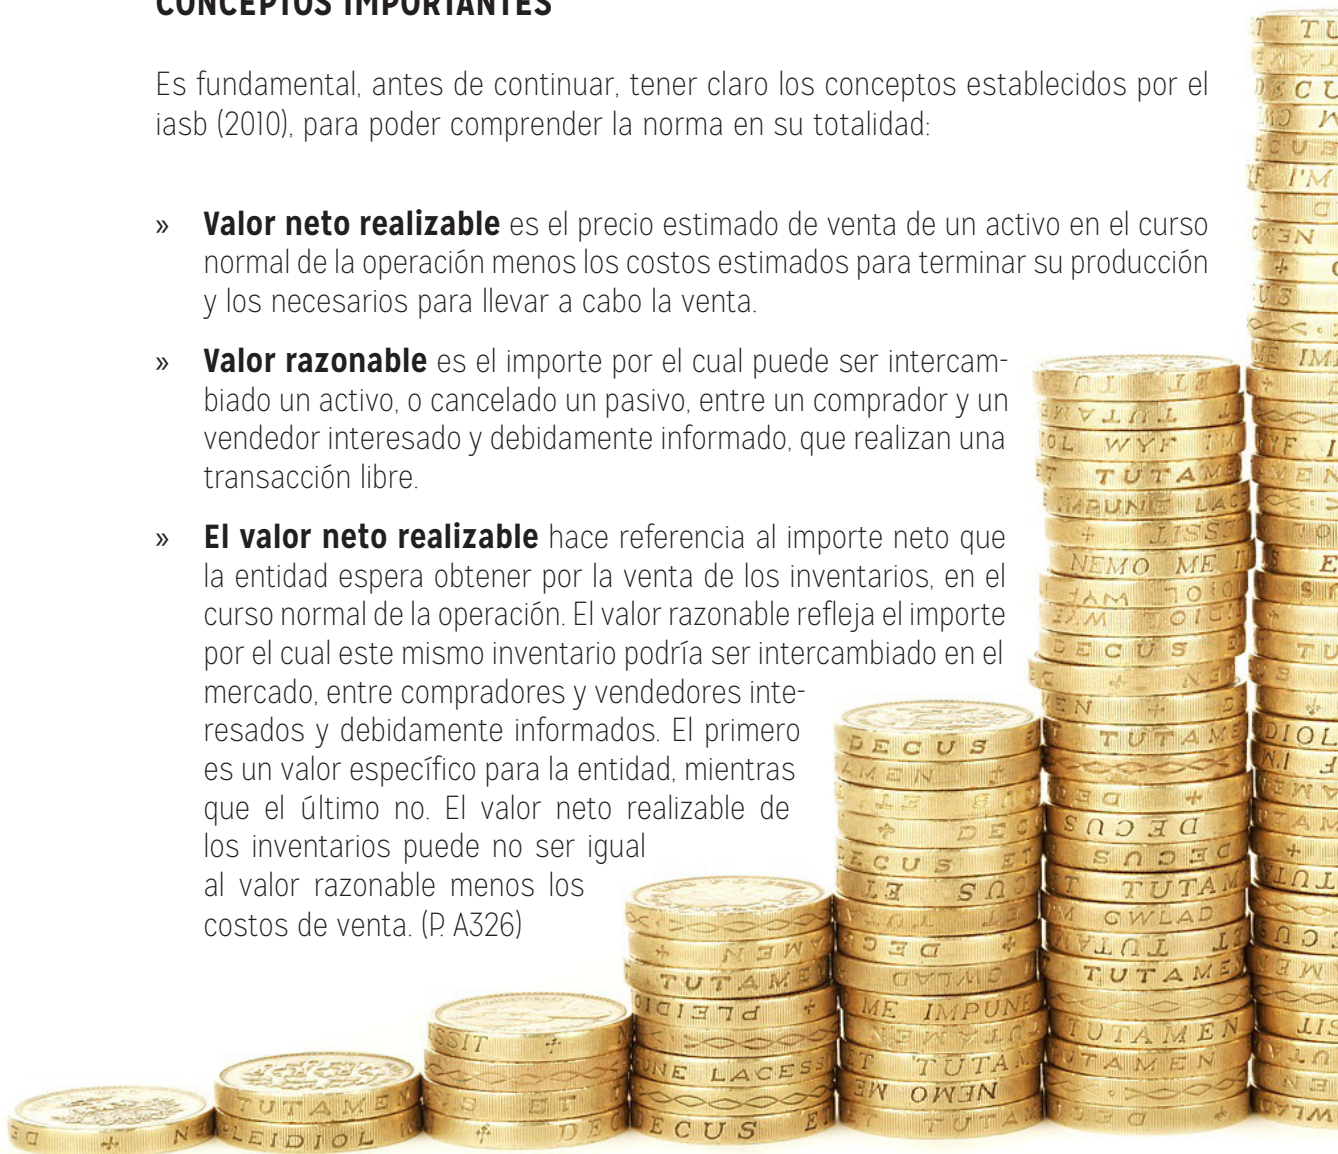 CONCEPTOS IMPORTANTES
Es fundamental, antes de continuar, tener claro los conceptos establecidos por el
iasb (2010), para poder comprender la norma en su totalidad:
» Valor neto realizable es el precio estimado de venta de un activo en el curso
normal de la operación menos los costos estimados para terminar su producción
y los necesarios para llevar a cabo la venta.
» Valor razonable es el importe por el cual puede ser intercam-
biado un activo, o cancelado un pasivo, entre un comprador y un
vendedor interesado y debidamente informado, que realizan una
transacción libre.
» El valor neto realizable hace referencia al importe neto que
la entidad espera obtener por la venta de los inventarios, en el
curso normal de la operación. El valor razonable refleja el importe
por el cual este mismo inventario podría ser intercambiado en el
mercado, entre compradores y vendedores inte-
resados y debidamente informados. El primero
es un valor específico para la entidad, mientras
que el último no. El valor neto realizable de
los inventarios puede no ser igual
al valor razonable menos los
costos de venta. (P. A326)